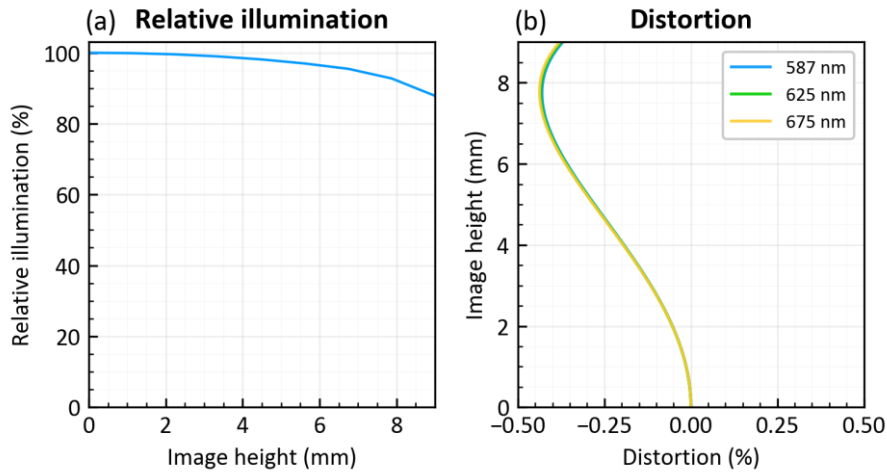 (a) Relative illumination
100
80
60
40
20
0
0 2 4 6 8
Relative illumination (%)
Image height (mm)
(b) Distortion
587 nm
625 nm
675 nm
8
6
4
2
0
−0.50 −0.25 0.00 0.25 0.50
Image height (mm)
Distortion (%)